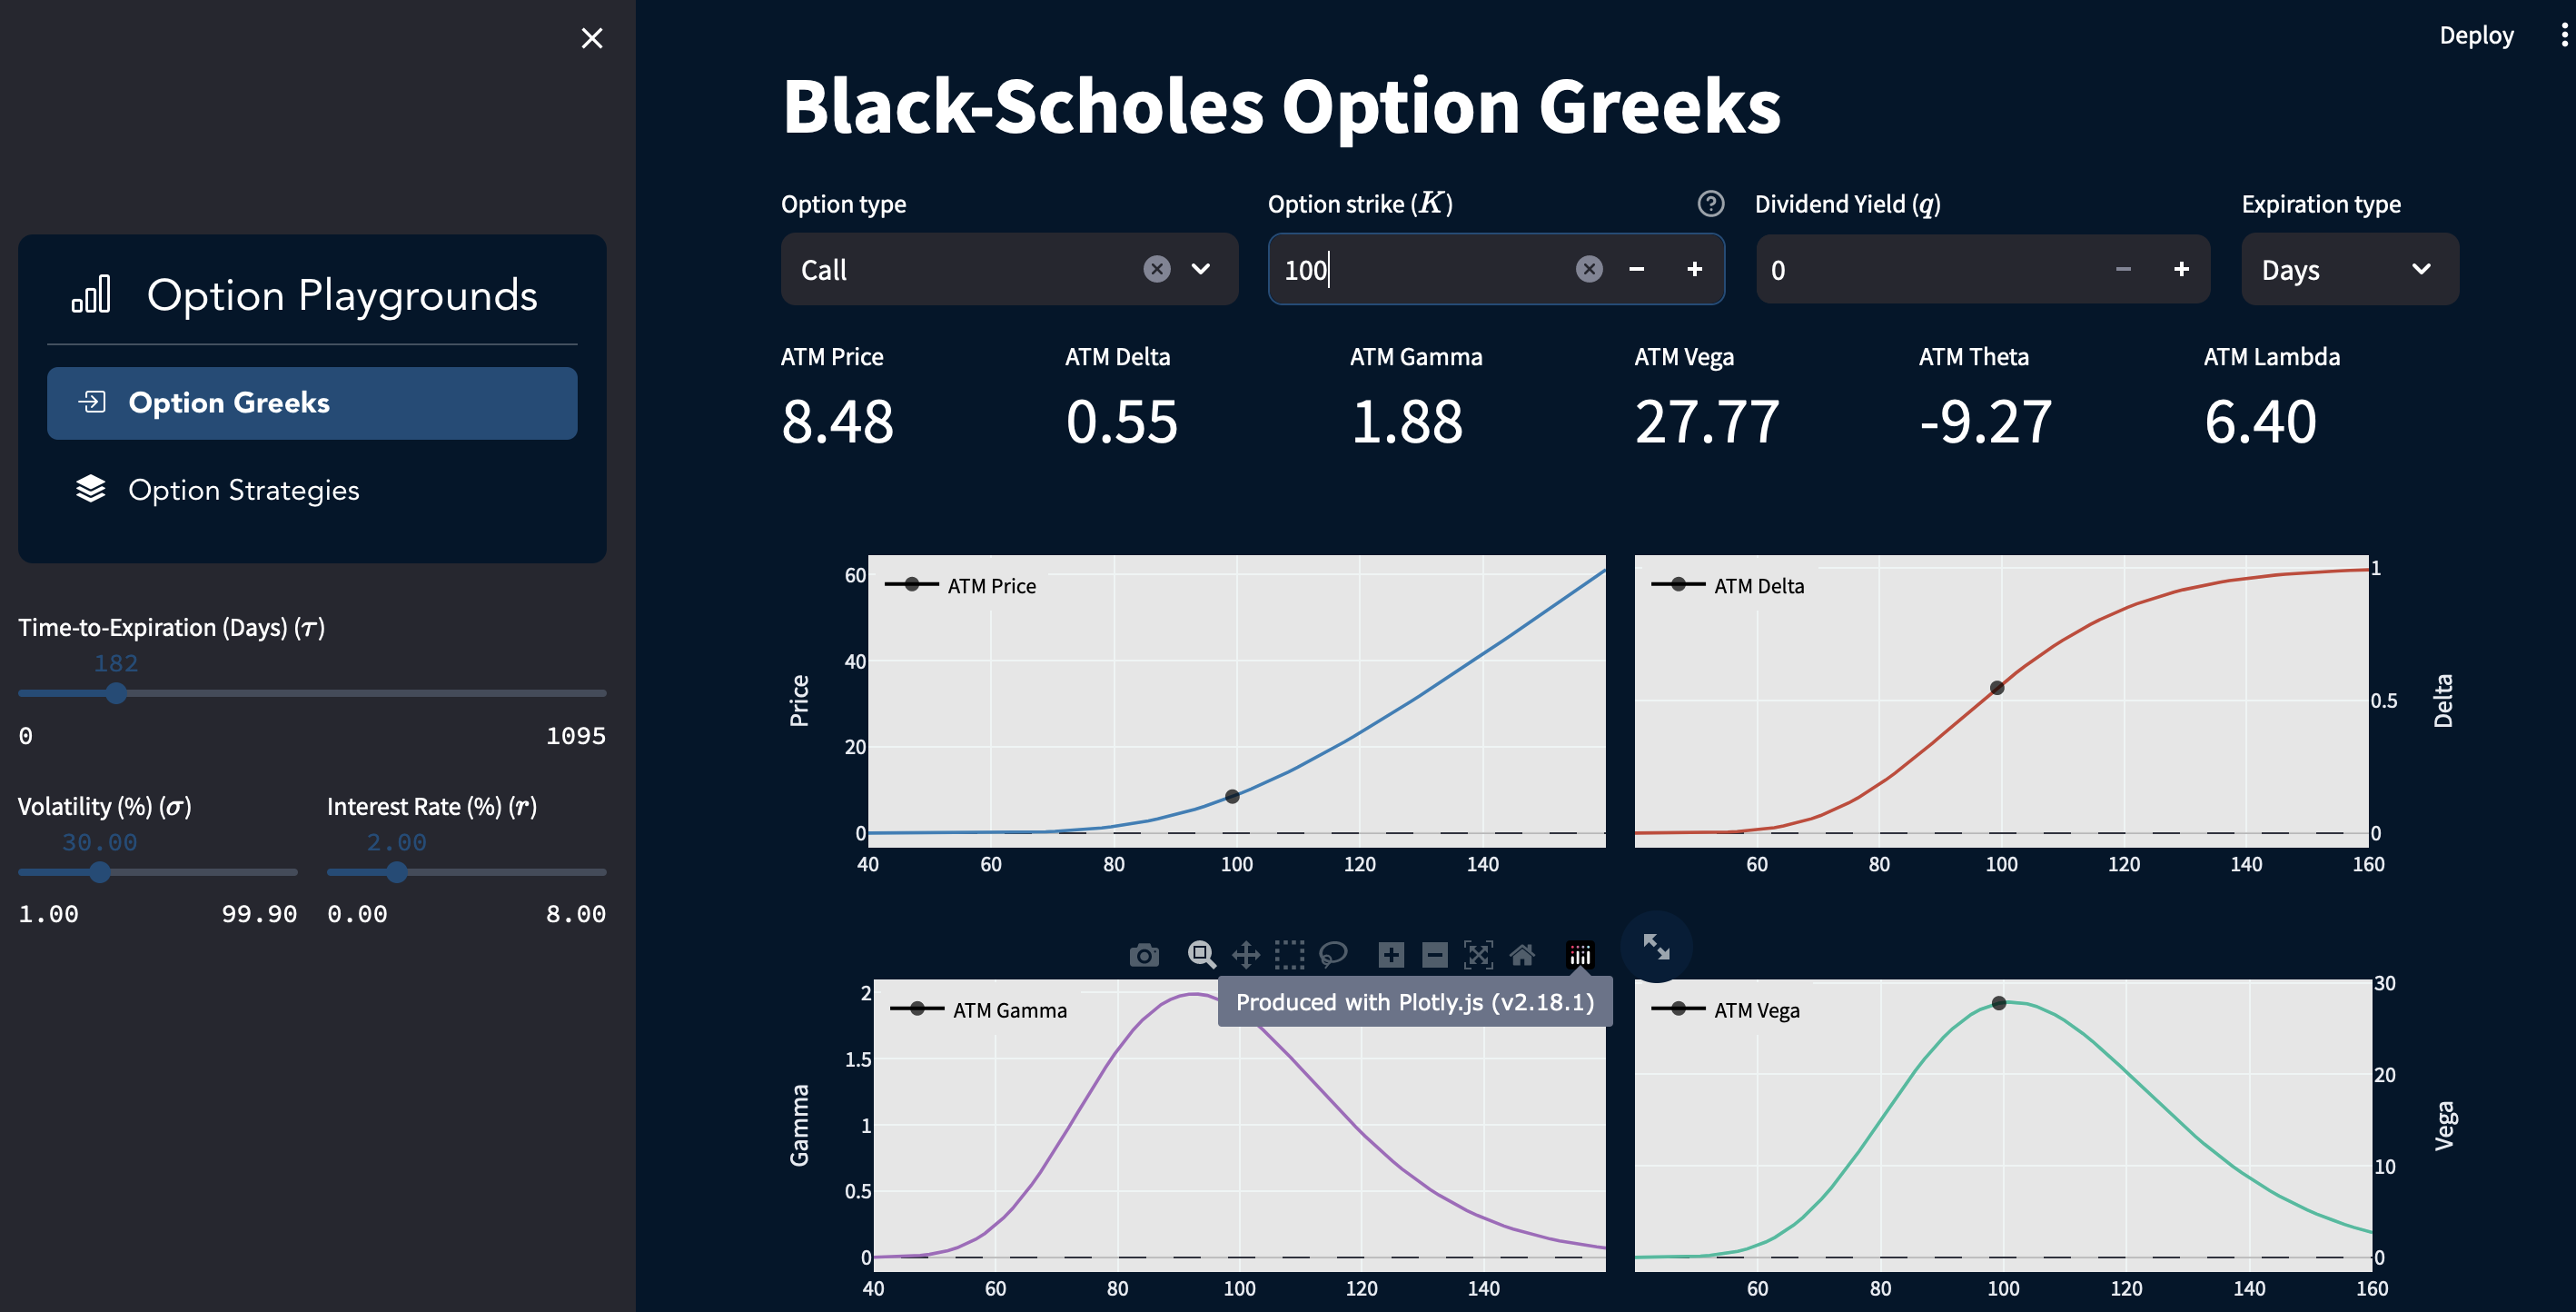 Deploy
Option Playgrounds
Option Greeks
Option Strategies
Time-to-Expiration (Days) (τ)
182
0 1095
Volatility (%) (σ) Interest Rate (%) (r)
30.00 2.00
1.00 99.90 0.00 8.00
Black-Scholes Option Greeks
Option type Option strike (K) Dividend Yield (q) Expiration type
Call 100 0 Days
ATM Price ATM Delta ATM Gamma ATM Vega ATM Theta ATM Lambda
8.48 0.55 1.88 27.77 -9.27 6.40
ATM Price
Price
60
40
20
0
40 60 80 100 120 140
ATM Delta
1
0.5
0
Delta
60 80 100 120 140 160
Produced with Plotly.js (v2.18.1)
ATM Gamma
Gamma
2
1.5
1
0.5
0
40 60 80 100 120 140
ATM Vega
30
20
10
0
Vega
60 80 100 120 140 160